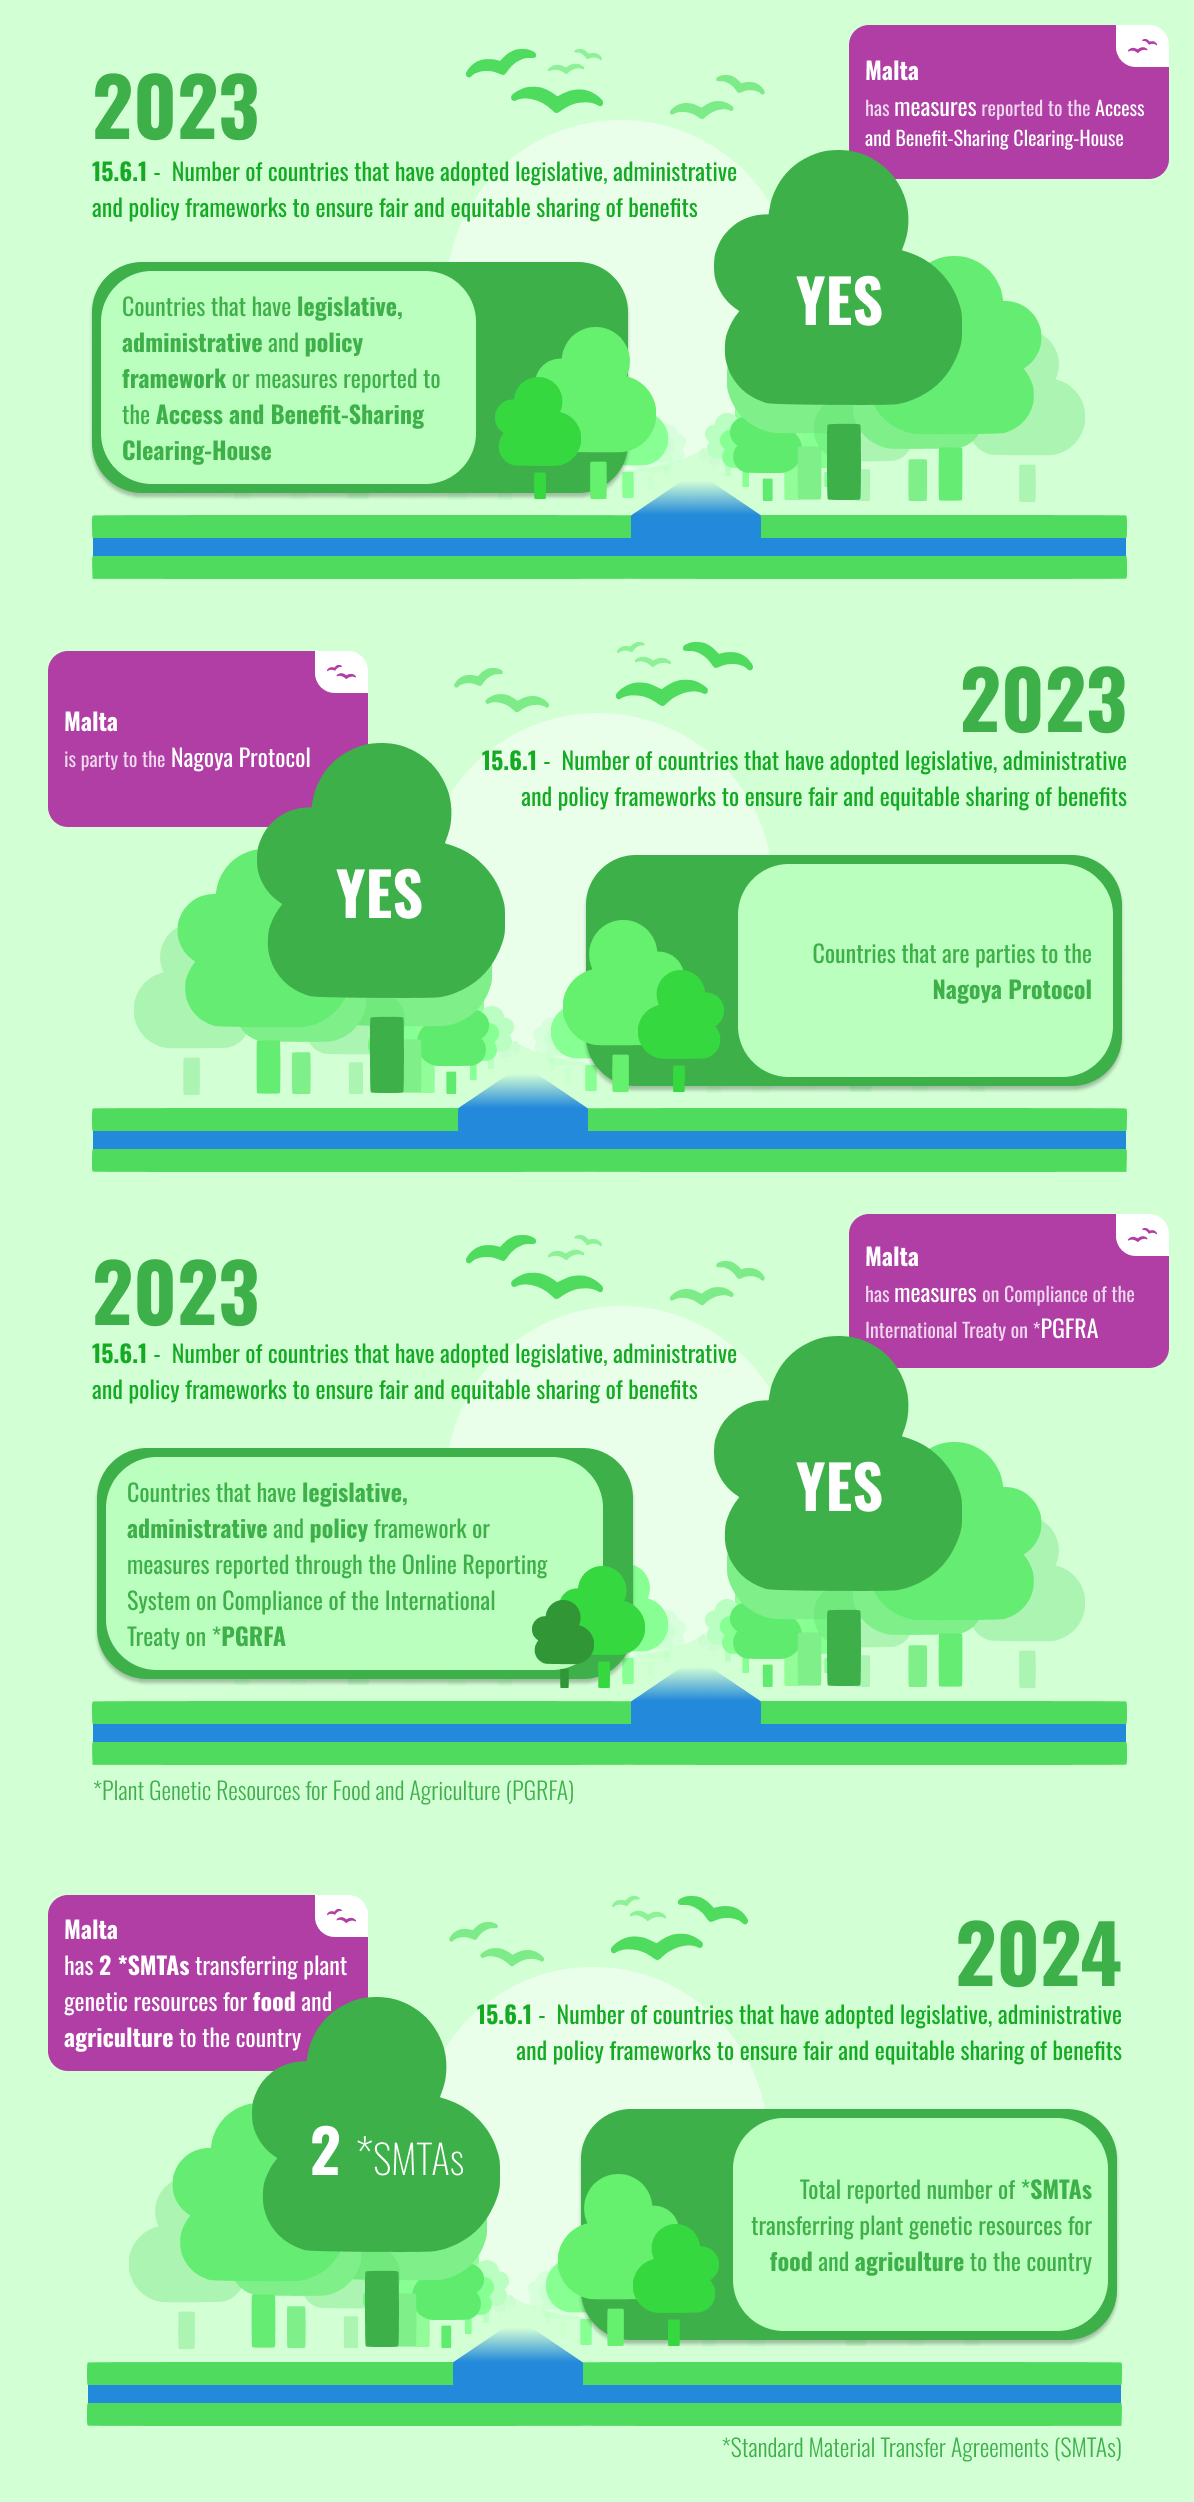 2023
15.6.1 - Number of countries that have adopted legislative, administrative
and policy frameworks to ensure fair and equitable sharing of benefits
Malta
has measures reported to the Access
and Benefit-Sharing Clearing-House
YES
Countries that have legislative,
administrative and policy
framework or measures reported to
the Access and Benefit-Sharing
Clearing-House
Malta
is party to the Nagoya Protocol
2023
15.6.1 - Number of countries that have adopted legislative, administrative
and policy frameworks to ensure fair and equitable sharing of benefits
YES
Countries that are parties to the
Nagoya Protocol
2023
15.6.1 - Number of countries that have adopted legislative, administrative
and policy frameworks to ensure fair and equitable sharing of benefits
Malta
has measures on Compliance of the
International Treaty on *PGFRA
YES
Countries that have legislative,
administrative and policy framework or
measures reported through the Online Reporting
System on Compliance of the International
Treaty on *PGRFA
*Plant Genetic Resources for Food and Agriculture (PGRFA)
Malta
has 2 *SMTAs transferring plant
genetic resources for food and
agriculture to the country
2024
15.6.1 - Number of countries that have adopted legislative, administrative
and policy frameworks to ensure fair and equitable sharing of benefits
2 *SMTAs
Total reported number of *SMTAs
transferring plant genetic resources for
food and agriculture to the country
*Standard Material Transfer Agreements (SMTAs)